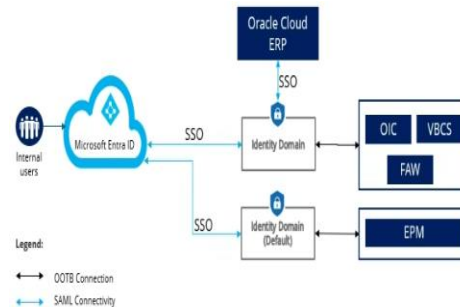 Oracle Cloud
ERP
SSO
OIC
VBCS
Microsoft Entra ID
SSO
Identity Domain
Internal
users
FAW
SSO
Identity Domain
(Default)
EPM
Legend:
OOTB Connection
SAML Connectivity